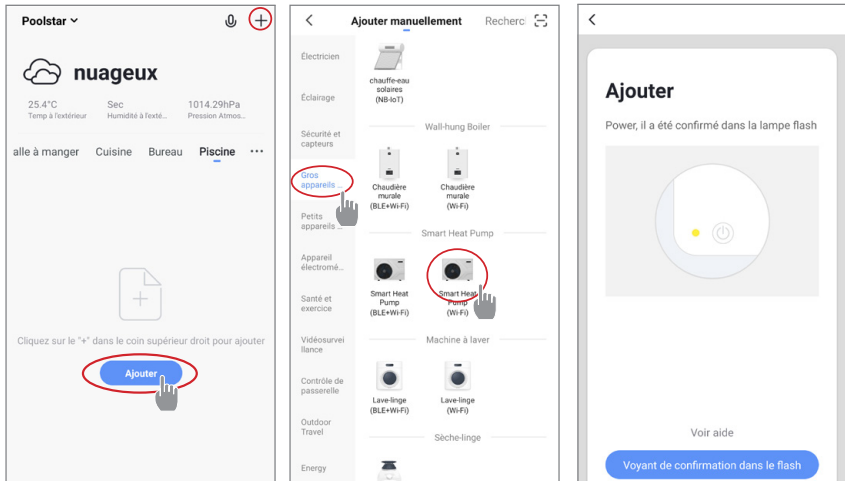 Poolstar
nuageux
25.4°C Sec 1014.29hPa
Temp à l'extérieur Humidité à l'exté... Pression Atmos...
alle à manger Cuisine Bureau Piscine ...
Cliquez sur le "+" dans le coin supérieur droit pour ajouter
Ajouter
Ajouter manuellement Recherc
Électricien
Éclairage
Sécurité et
capteurs
Gros
appareils ...
Petits
appareils ...
Appareil
électromé...
Santé et
exercice
Vidéosurvei
llance
Contrôle de
passerelle
Outdoor
Travel
Energy
chauffe-eau
solaires
(NB-IoT)
Wall-hung Boiler
Chaudière
murale
(BLE+Wi-Fi)
Chaudière
murale
(Wi-Fi)
Smart Heat Pump
Smart Heat
Pump
(BLE+Wi-Fi)
Smart Heat
Pump
(Wi-Fi)
Machine à laver
Lave-linge
(BLE+Wi-Fi)
Lave-linge
(Wi-Fi)
Sèche-linge
Ajouter
Power, il a été confirmé dans la lampe flash
Voir aide
Voyant de confirmation dans le flash